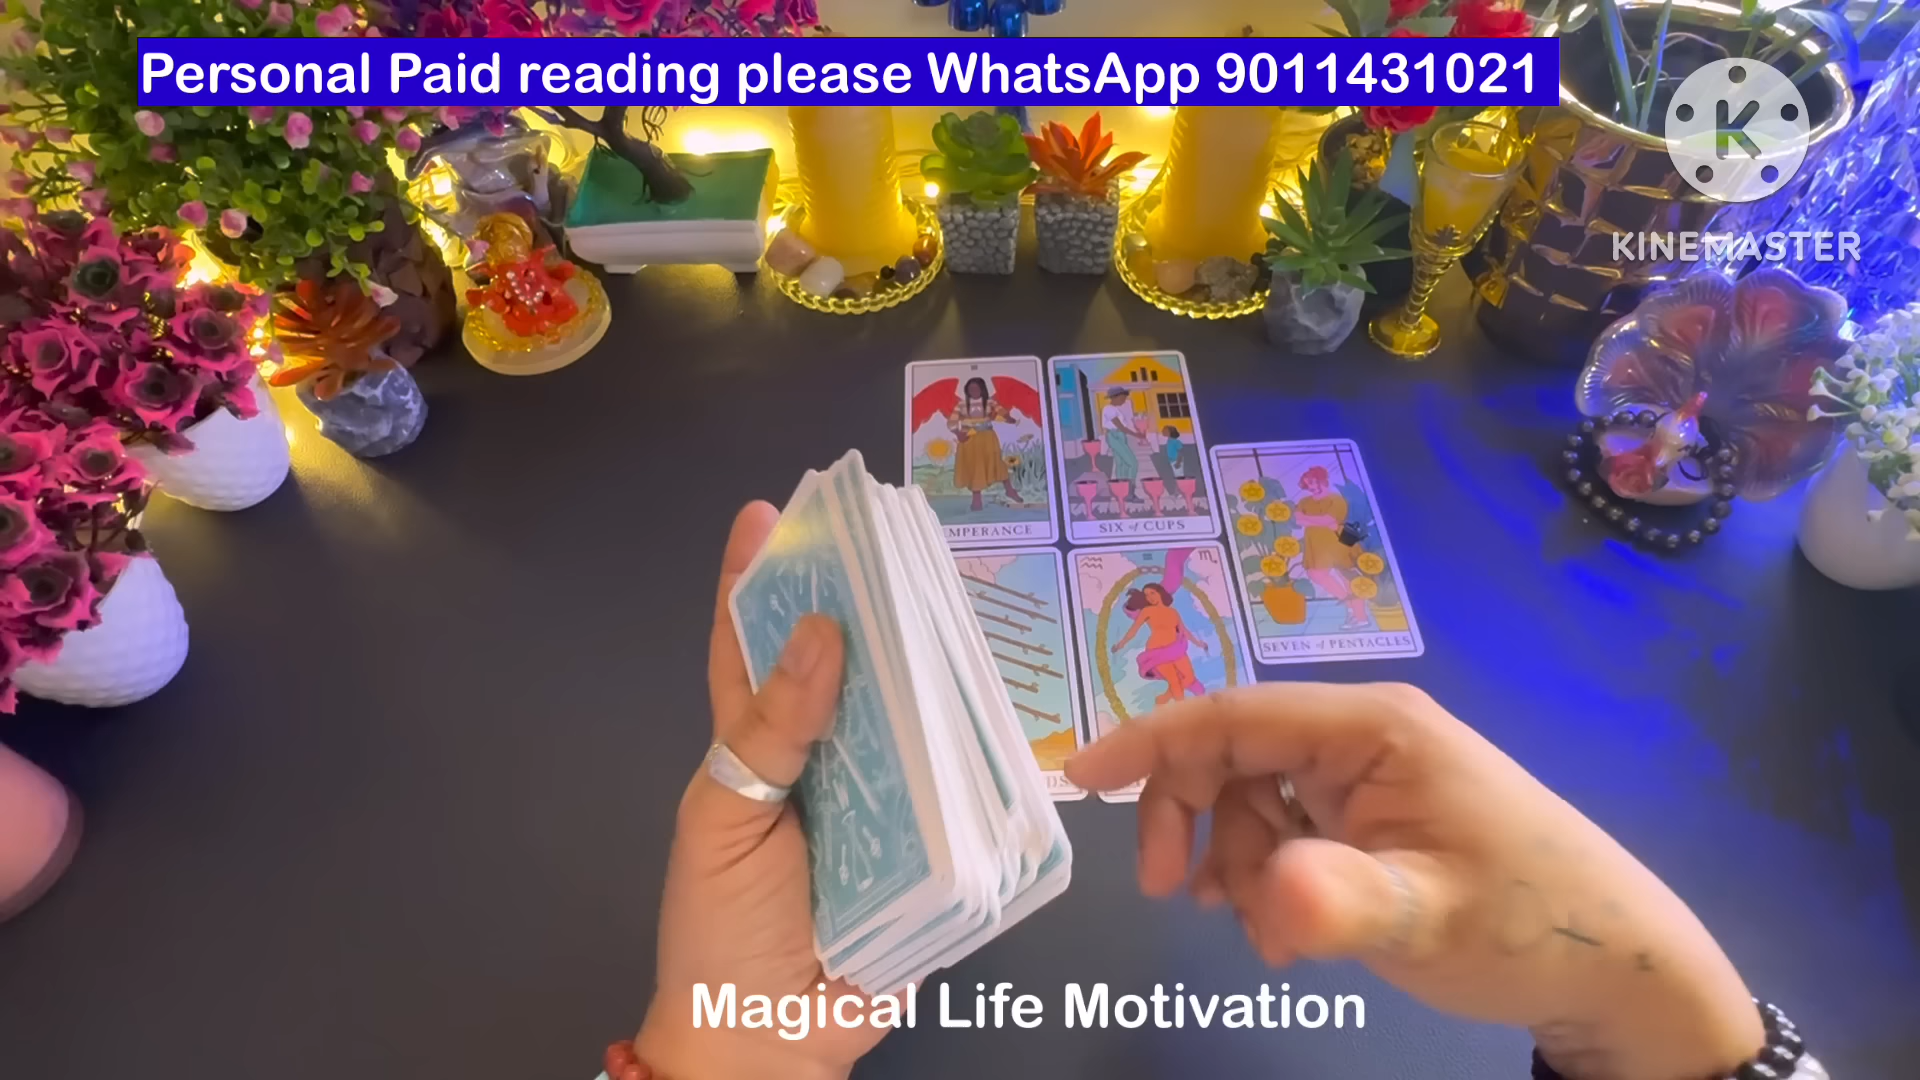 Personal Paid reading please WhatsApp 9011431021
K
KINEMASTER
SIX of CUPS
SEVEN of PENTACLES
Magical Life Motivation